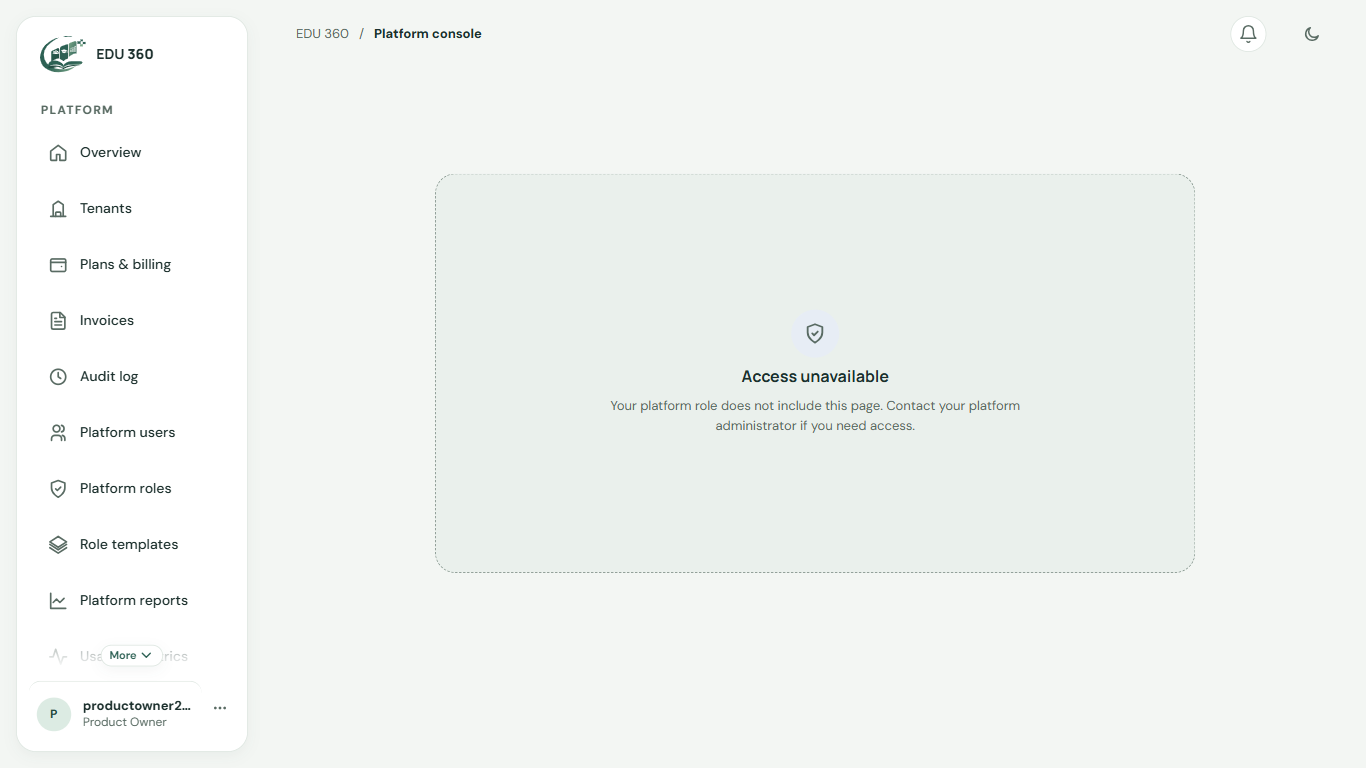 EDU 360
EDU 360 / Platform console
PLATFORM
Overview
Tenants
Plans & billing
Invoices
Audit log
Platform users
Platform roles
Role templates
Platform reports
More
productowner2...
Product Owner
P
Access unavailable
Your platform role does not include this page. Contact your platform
administrator if you need access.